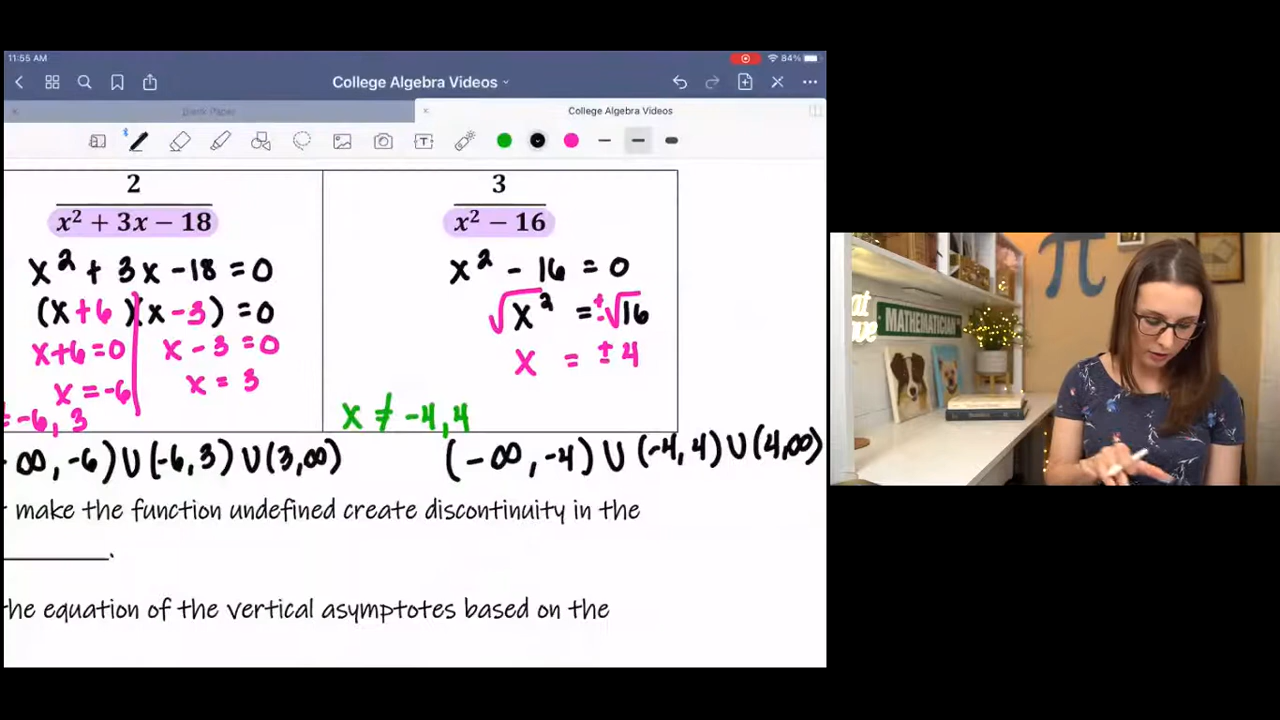 11:55 AM
84%
College Algebra Videos
College Algebra Videos
2
x² + 3x − 18
x² + 3x - 18 = 0
(x + 6)(x - 3) = 0
x + 6 = 0 x - 3 = 0
x = -6 x = 3
≠ -6, 3
∞, -6) ∪ (-6, 3) ∪ (3, ∞)
3
x² − 16
x² - 16 = 0
√x² = ±√16
x = ± 4
x ≠ -4, 4
(-∞, -4) ∪ (-4, 4) ∪ (4, ∞)
make the function undefined create discontinuity in the
____________.
the equation of the vertical asymptotes based on the
MATHEMATICIAN
π